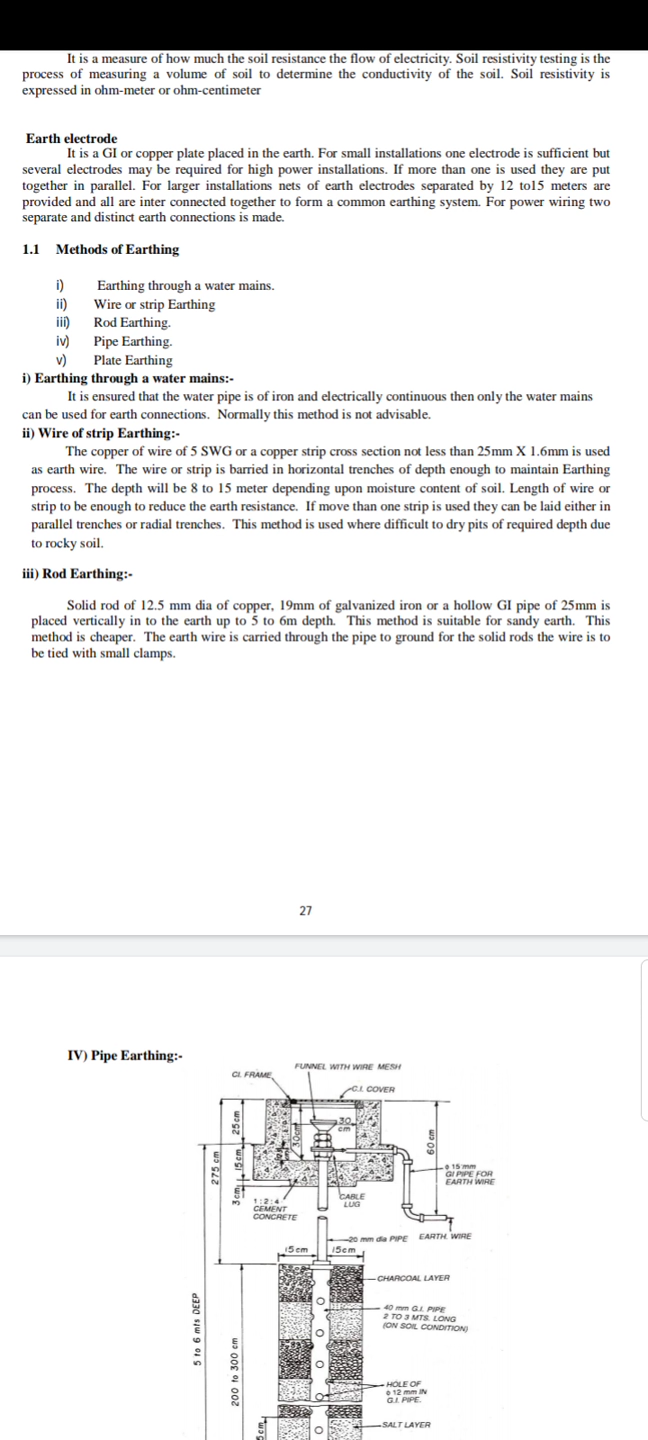 It is a measure of how much the soil resistance the flow of electricity. Soil resistivity testing is the
process of measuring a volume of soil to determine the conductivity of the soil. Soil resistivity is
expressed in ohm-meter or ohm-centimeter
Earth electrode
It is a GI or copper plate placed in the earth. For small installations one electrode is sufficient but
several electrodes may be required for high power installations. If more than one is used they are put
together in parallel. For larger installations nets of earth electrodes separated by 12 to15 meters are
provided and all are inter connected together to form a common earthing system. For power wiring two
separate and distinct earth connections is made.
1.1 Methods of Earthing
i) Earthing through a water mains.
ii) Wire or strip Earthing
iii) Rod Earthing.
iv) Pipe Earthing.
v) Plate Earthing
i) Earthing through a water mains:-
It is ensured that the water pipe is of iron and electrically continuous then only the water mains
can be used for earth connections. Normally this method is not advisable.
ii) Wire of strip Earthing:-
The copper of wire of 5 SWG or a copper strip cross section not less than 25mm X 1.6mm is used
as earth wire. The wire or strip is barried in horizontal trenches of depth enough to maintain Earthing
process. The depth will be 8 to 15 meter depending upon moisture content of soil. Length of wire or
strip to be enough to reduce the earth resistance. If move than one strip is used they can be laid either in
parallel trenches or radial trenches. This method is used where difficult to dry pits of required depth due
to rocky soil.
iii) Rod Earthing:-
Solid rod of 12.5 mm dia of copper, 19mm of galvanized iron or a hollow GI pipe of 25mm is
placed vertically in to the earth up to 5 to 6m depth. This method is suitable for sandy earth. This
method is cheaper. The earth wire is carried through the pipe to ground for the solid rods the wire is to
be tied with small clamps.
27
IV) Pipe Earthing:-
FUNNEL WITH WIRE MESH
CI. FRAME
C.I. COVER
25cm
30
cm
30cm
60 cm
275 cm
15cm
3cm
ϕ 15 mm
GI PIPE FOR
EARTH WIRE
1:2:4
CEMENT
CONCRETE
CABLE
LUG
20 mm dia PIPE
EARTH WIRE
15cm
15cm
CHARCOAL LAYER
40 mm G.I. PIPE
2 TO 3 MTS. LONG
(ON SOIL CONDITION)
5 to 6 mts DEEP
200 to 300 cm
HOLE OF
ϕ 12 mm IN
G.I. PIPE.
SALT LAYER